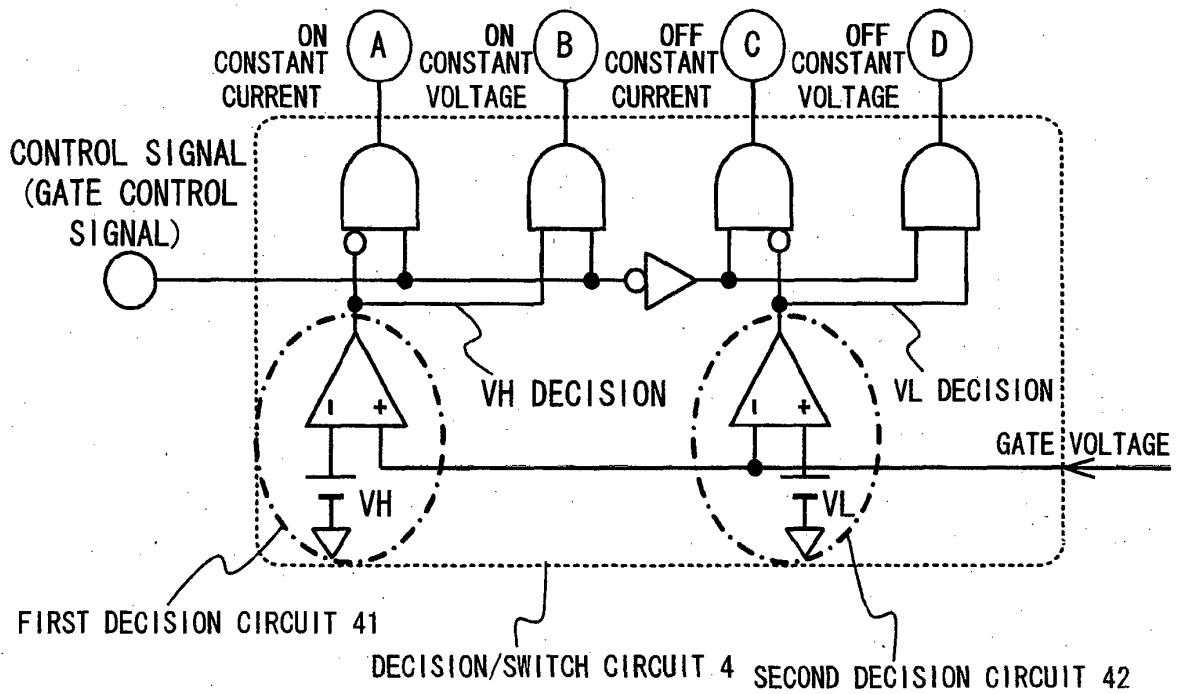 ON
CONSTANT
CURRENT
A
ON
CONSTANT
VOLTAGE
B
OFF
CONSTANT
CURRENT
C
OFF
CONSTANT
VOLTAGE
D
CONTROL SIGNAL
(GATE CONTROL
SIGNAL)
VH DECISION
VL DECISION
- +
- +
GATE VOLTAGE
VH
VL
FIRST DECISION CIRCUIT 41
DECISION/SWITCH CIRCUIT 4
SECOND DECISION CIRCUIT 42